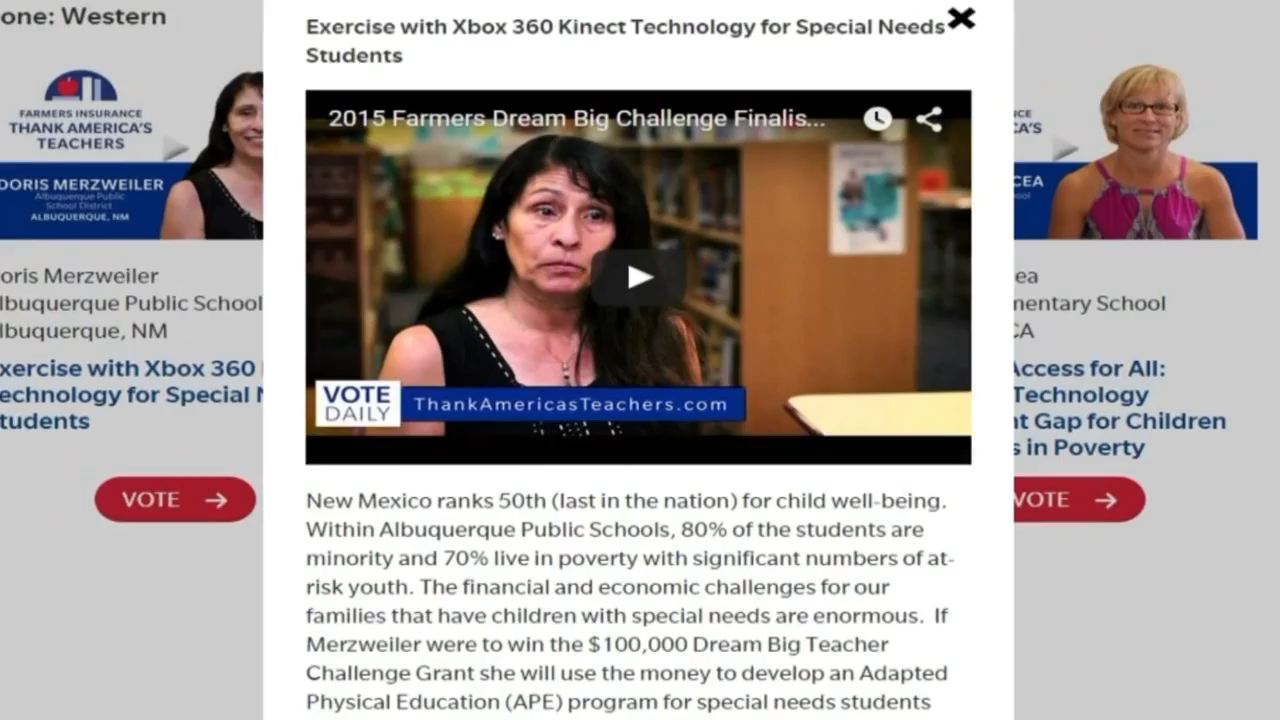 one: Western
FARMERS INSURANCE
THANK AMERICA'S
TEACHERS
DORIS MERZWEILER
Albuquerque Public
School District
ALBUQUERQUE, NM
oris Merzweiler
lbuquerque Public School
lbuquerque, NM
xercise with Xbox 360
echnology for Special
tudents
VOTE
Exercise with Xbox 360 Kinect Technology for Special Needs
Students
2015 Farmers Dream Big Challenge Finalis...
VOTE
DAILY
ThankAmericasTeachers.com
New Mexico ranks 50th (last in the nation) for child well-being.
Within Albuquerque Public Schools, 80% of the students are
minority and 70% live in poverty with significant numbers of at-
risk youth. The financial and economic challenges for our
families that have children with special needs are enormous. If
Merzweiler were to win the $100,000 Dream Big Teacher
Challenge Grant she will use the money to develop an Adapted
Physical Education (APE) program for special needs students
NCE
CA'S
CEA
ool
ea
mentary School
CA
Access for All:
Technology
nt Gap for Children
s in Poverty
VOTE